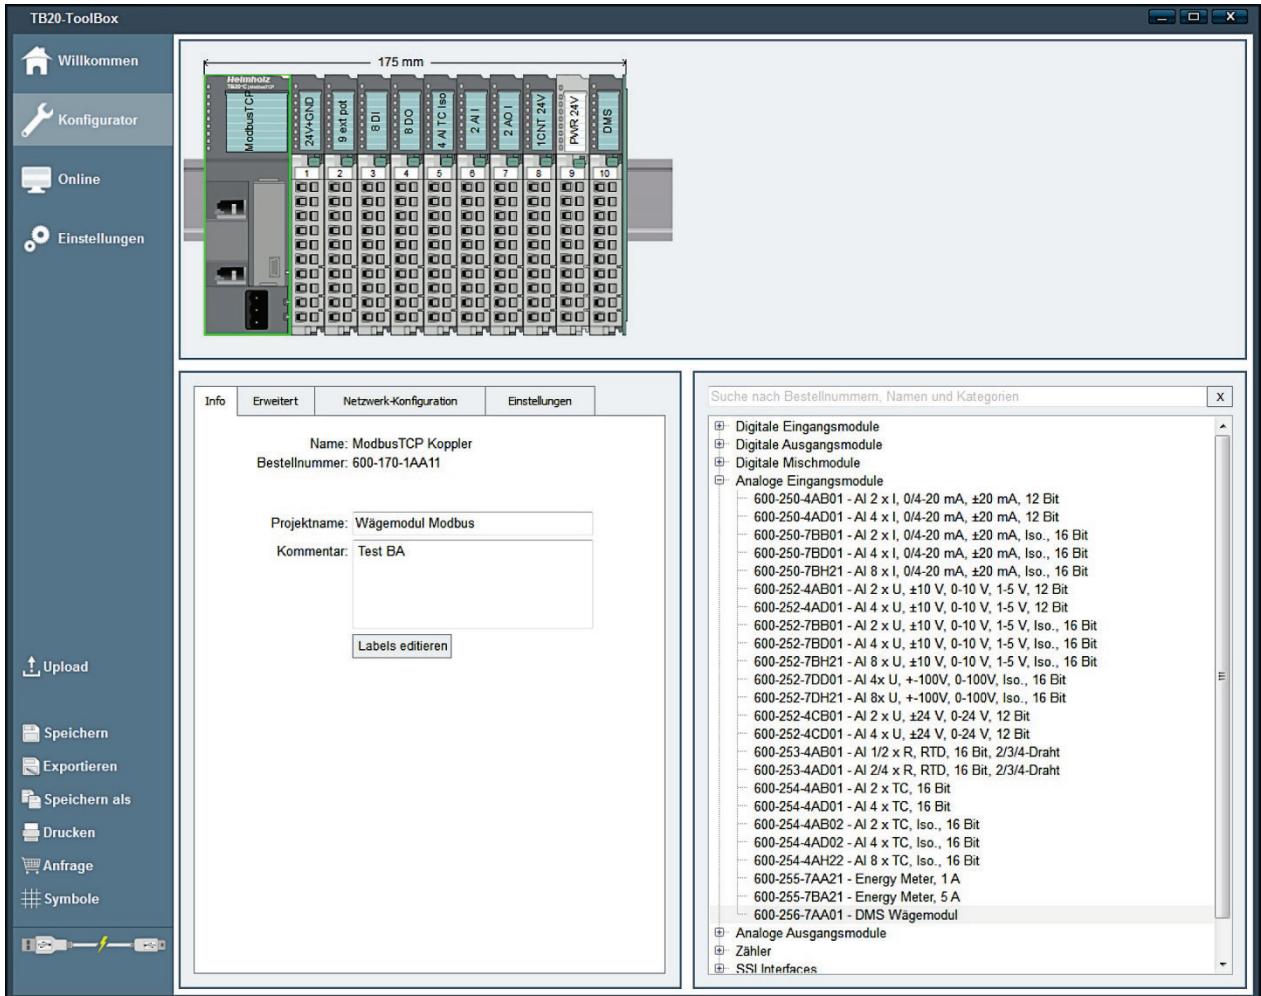 TB20-ToolBox
Willkommen
Konfigurator
Online
Einstellungen
Upload
Speichern
Exportieren
Speichern als
Drucken
Anfrage
Symbole
175 mm
Helmholz
ModbusTCP
24V+GND
9 ext pot
8 DI
8 DO
4 AI TC Iso
2 AI I
2 AO I
1CNT 24V
PWR 24V
DMS
1 2 3 4 5 6 7 8 9 10
Info Erweitert Netzwerk-Konfiguration Einstellungen
Name: ModbusTCP Koppler
Bestellnummer: 600-170-1AA11
Projektname: Wägemodul Modbus
Kommentar: Test BA
Labels editieren
Suche nach Bestellnummern, Namen und Kategorien X
Digitale Eingangsmodule
Digitale Ausgangsmodule
Digitale Mischmodule
Analoge Eingangsmodule
600-250-4AB01 - AI 2 x I, 0/4-20 mA, ±20 mA, 12 Bit
600-250-4AD01 - AI 4 x I, 0/4-20 mA, ±20 mA, 12 Bit
600-250-7BB01 - AI 2 x I, 0/4-20 mA, ±20 mA, Iso., 16 Bit
600-250-7BD01 - AI 4 x I, 0/4-20 mA, ±20 mA, Iso., 16 Bit
600-250-7BH21 - AI 8 x I, 0/4-20 mA, ±20 mA, Iso., 16 Bit
600-252-4AB01 - AI 2 x U, ±10 V, 0-10 V, 1-5 V, 12 Bit
600-252-4AD01 - AI 4 x U, ±10 V, 0-10 V, 1-5 V, 12 Bit
600-252-7BB01 - AI 2 x U, ±10 V, 0-10 V, 1-5 V, Iso., 16 Bit
600-252-7BD01 - AI 4 x U, ±10 V, 0-10 V, 1-5 V, Iso., 16 Bit
600-252-7BH21 - AI 8 x U, ±10 V, 0-10 V, 1-5 V, Iso., 16 Bit
600-252-7DD01 - AI 4x U, +-100V, 0-100V, Iso., 16 Bit
600-252-7DH21 - AI 8x U, +-100V, 0-100V, Iso., 16 Bit
600-252-4CB01 - AI 2 x U, ±24 V, 0-24 V, 12 Bit
600-252-4CD01 - AI 4 x U, ±24 V, 0-24 V, 12 Bit
600-253-4AB01 - AI 1/2 x R, RTD, 16 Bit, 2/3/4-Draht
600-253-4AD01 - AI 2/4 x R, RTD, 16 Bit, 2/3/4-Draht
600-254-4AB01 - AI 2 x TC, 16 Bit
600-254-4AD01 - AI 4 x TC, 16 Bit
600-254-4AB02 - AI 2 x TC, Iso., 16 Bit
600-254-4AD02 - AI 4 x TC, Iso., 16 Bit
600-254-4AH22 - AI 8 x TC, Iso., 16 Bit
600-255-7AA21 - Energy Meter, 1 A
600-255-7BA21 - Energy Meter, 5 A
600-256-7AA01 - DMS Wägemodul
Analoge Ausgangsmodule
Zähler
SSI Interfaces